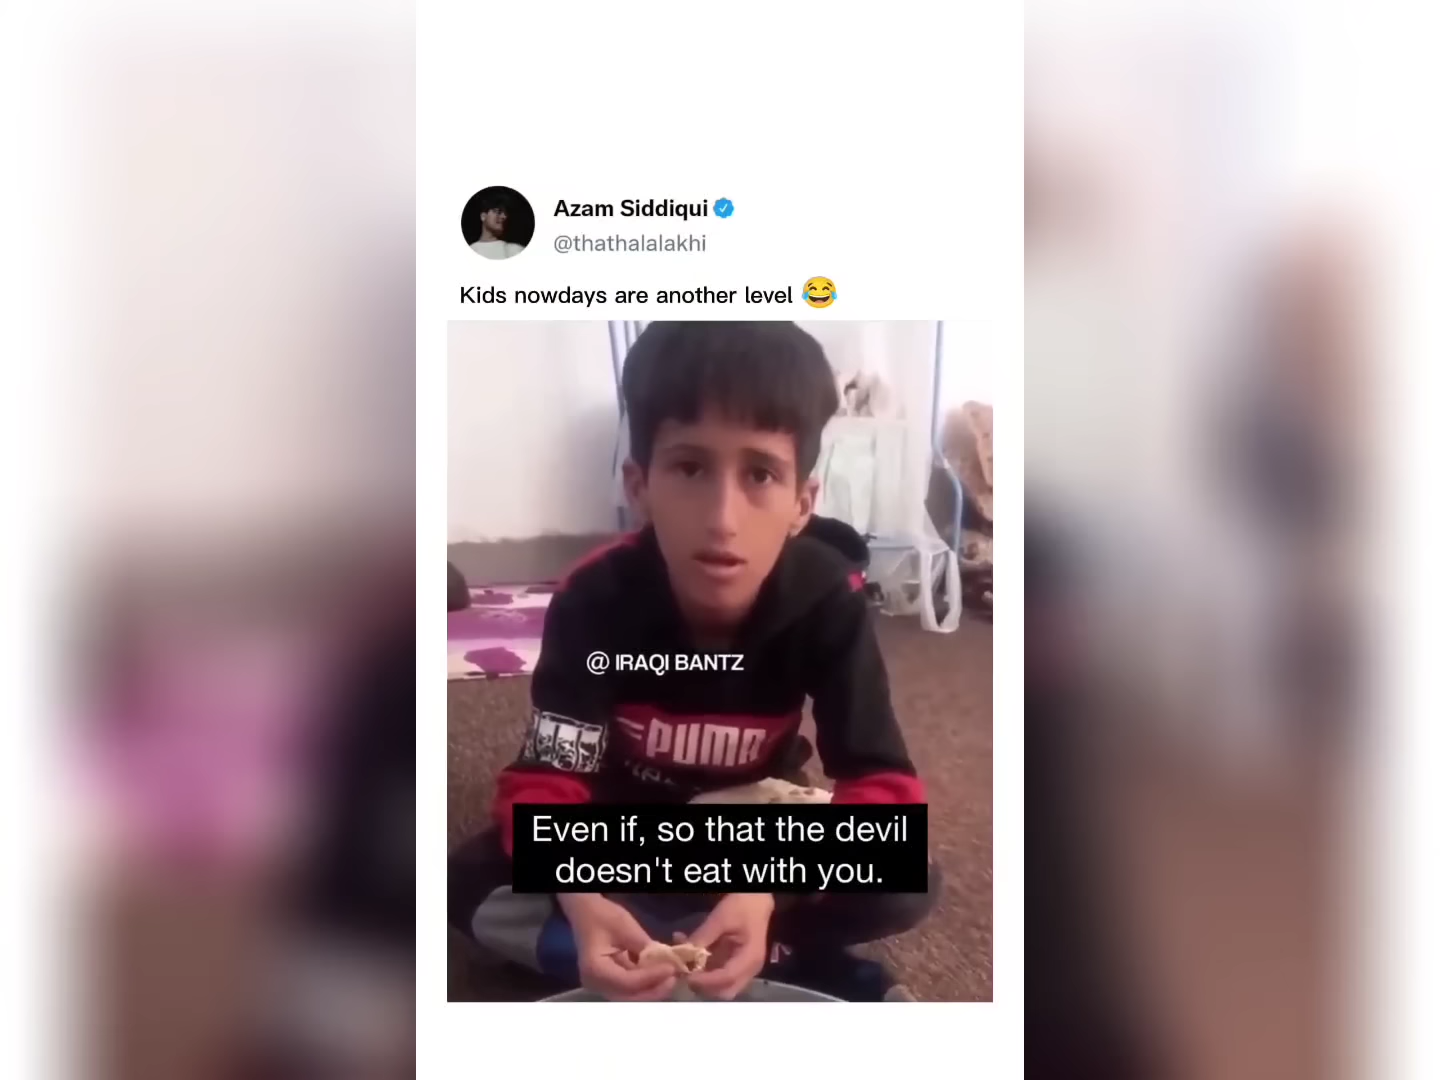 Azam Siddiqui
@thathalalakhi
Kids nowdays are another level 😂
@ IRAQI BANTZ
PUMA
Even if, so that the devil
doesn't eat with you.